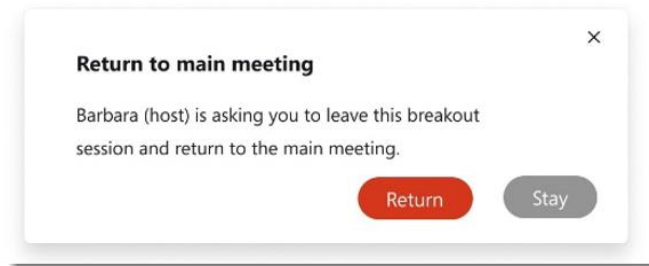 Return to main meeting
Barbara (host) is asking you to leave this breakout
session and return to the main meeting.
Return Stay